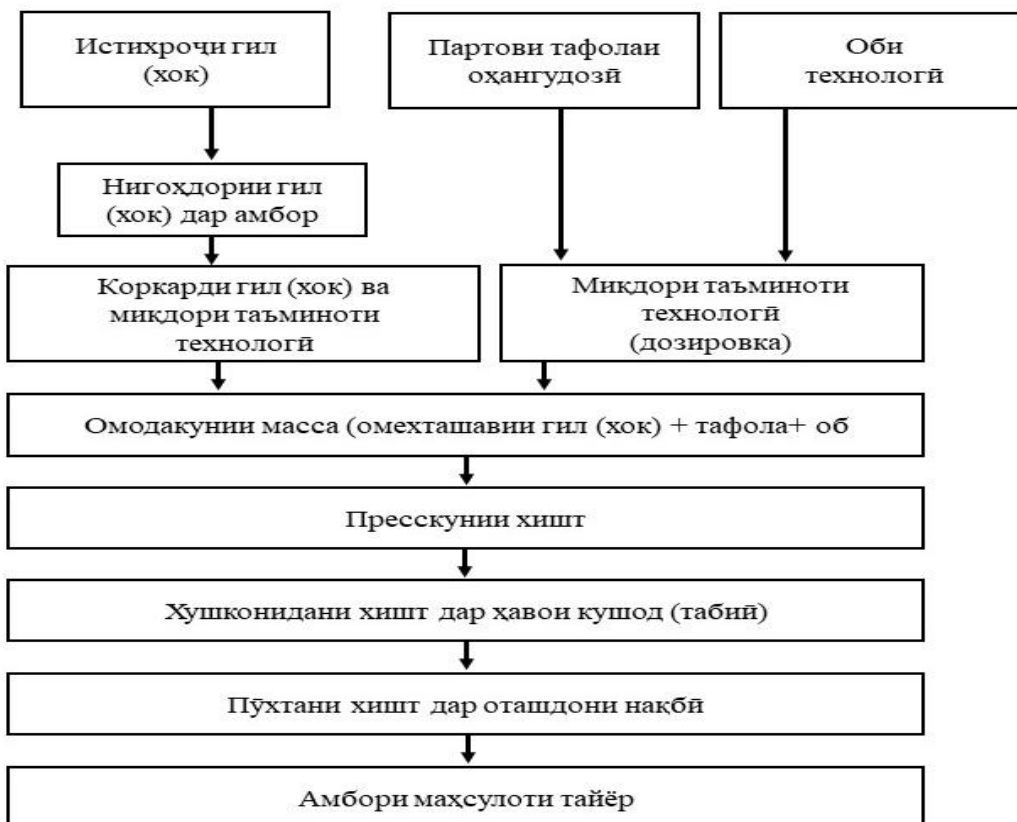 Истихроҷи гил
(хок)
Партови тафолаи
оҳангудозӣ
Оби
технологӣ
Нигоҳдории гил
(хок) дар амбор
Коркарди гил (хок) ва
миқдори таъминоти
технологӣ
Миқдори таъминоти
технологӣ
(дозировка)
Омодакунии масса (омехташавии гил (хок) + тафола+ об
Пресскунии хишт
Хушконидани хишт дар ҳавои кушод (табиӣ)
Пӯхтани хишт дар оташдони нақбӣ
Амбори маҳсулоти тайёр